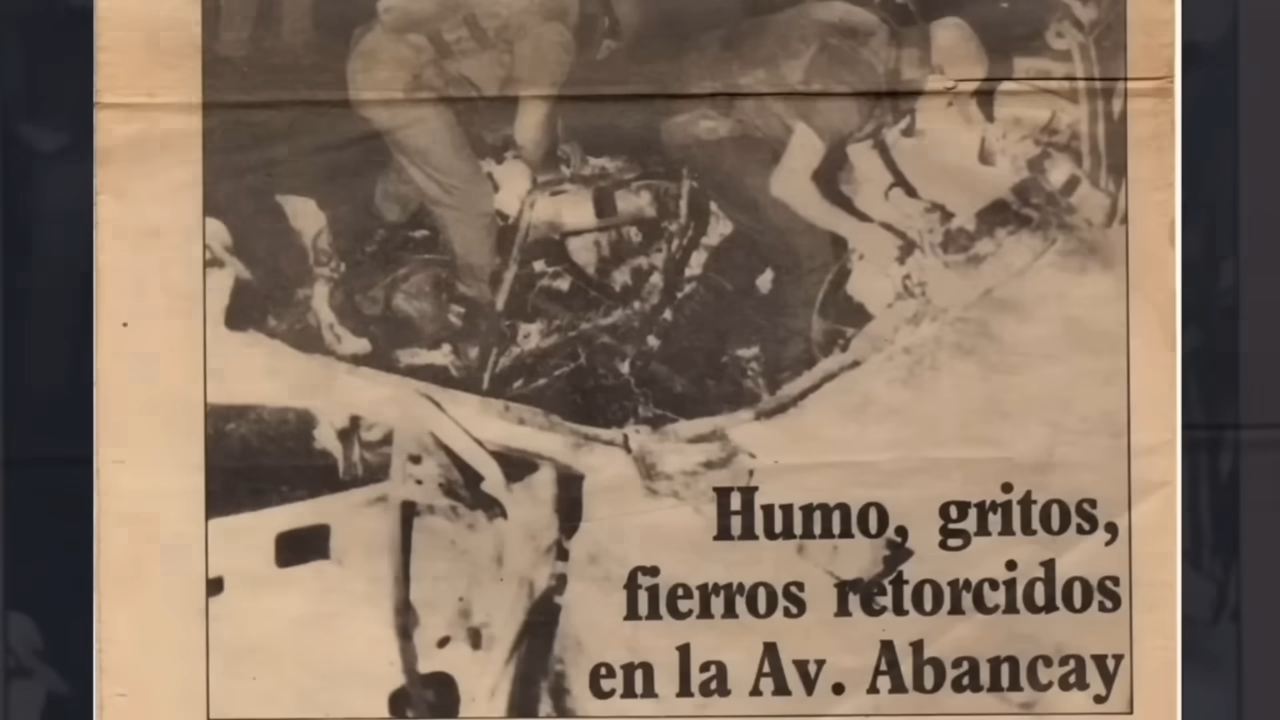 Humo, gritos,
fierros retorcidos
en la Av. Abancay